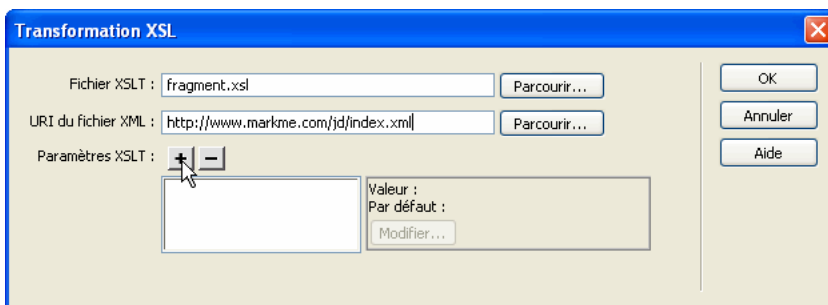 Transformation XSL
Fichier XSLT : fragment.xsl Parcourir... OK
URI du fichier XML : http://www.markme.com/jd/index.xml Parcourir... Annuler
Paramètres XSLT : + − Aide
Valeur :
Par défaut :
Modifier...